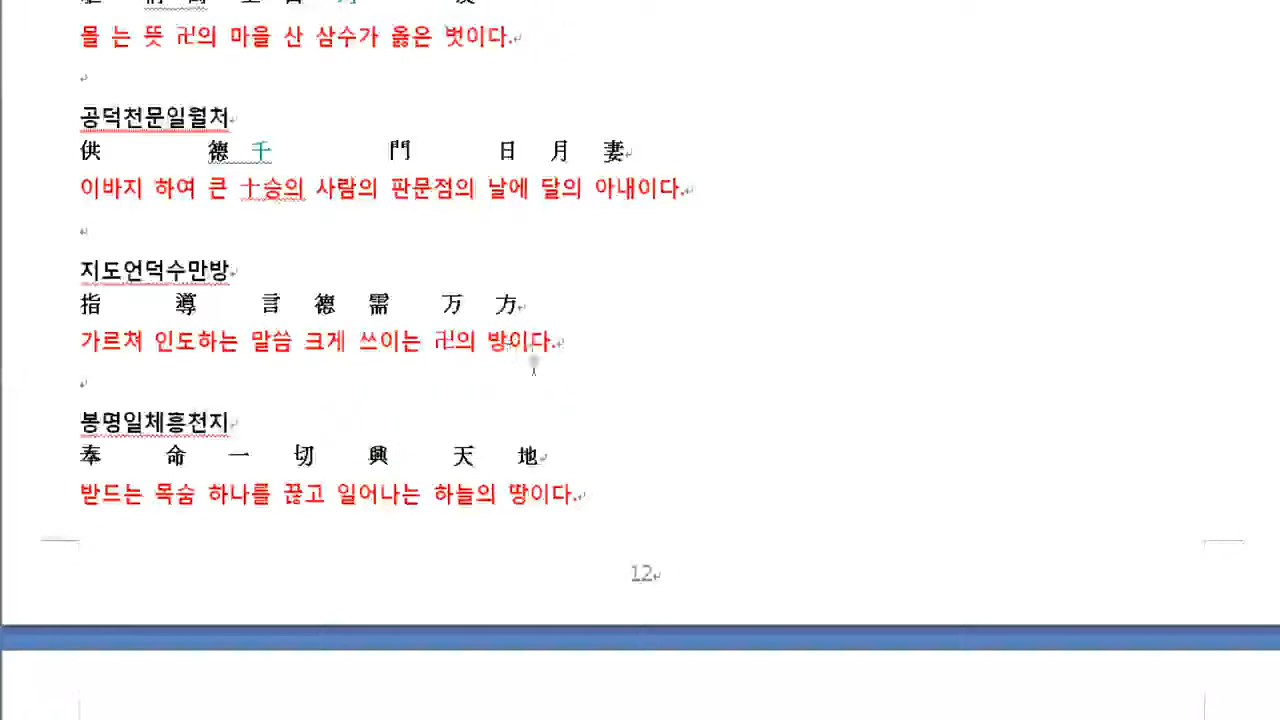 몰 는 뜻 卍의 마을 산 삼수가 옳은 벗이다.
공덕천문일월처
供 德 千 門 日 月 妻
이바지 하여 큰 十승의 사람의 판문점의 날에 달의 아내이다.
지도언덕수만방
指 導 言 德 需 万 方
가르쳐 인도하는 말씀 크게 쓰이는 卍의 방이다.
봉명일체흥천지
奉 命 一 切 興 天 地
받드는 목숨 하나를 끊고 일어나는 하늘의 땅이다.
12